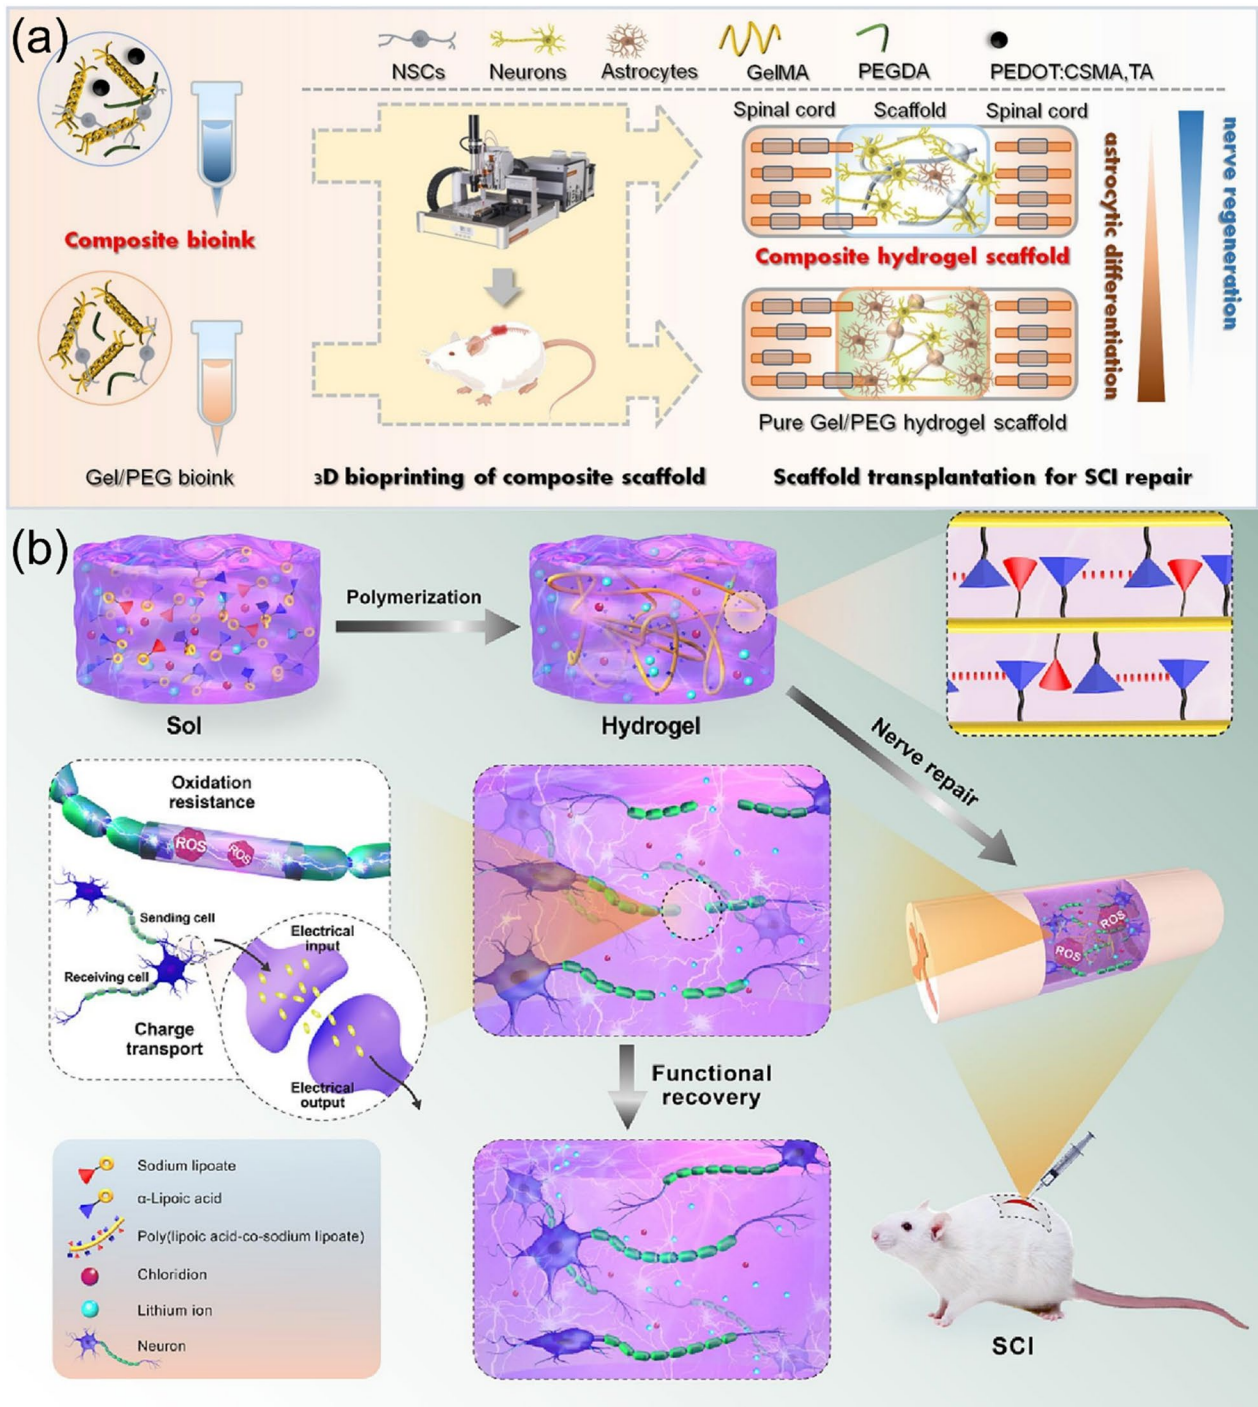 (a)
NSCs
Neurons
Astrocytes
GelMA
PEGDA
PEDOT:CSMA,TA
Composite bioink
Gel/PEG bioink
3D bioprinting of composite scaffold
Spinal cord
Scaffold
Spinal cord
Composite hydrogel scaffold
Pure Gel/PEG hydrogel scaffold
Scaffold transplantation for SCI repair
astrocytic differentiation
nerve regeneration
(b)
Sol
Polymerization
Hydrogel
Nerve repair
Oxidation
resistance
ROS
ROS
Sending cell
Receiving cell
Charge
transport
Electrical
input
Electrical
output
ROS
ROS
Functional
recovery
Sodium lipoate
α-Lipoic acid
Poly(lipoic acid-co-sodium lipoate)
Chloridion
Lithium ion
Neuron
SCI